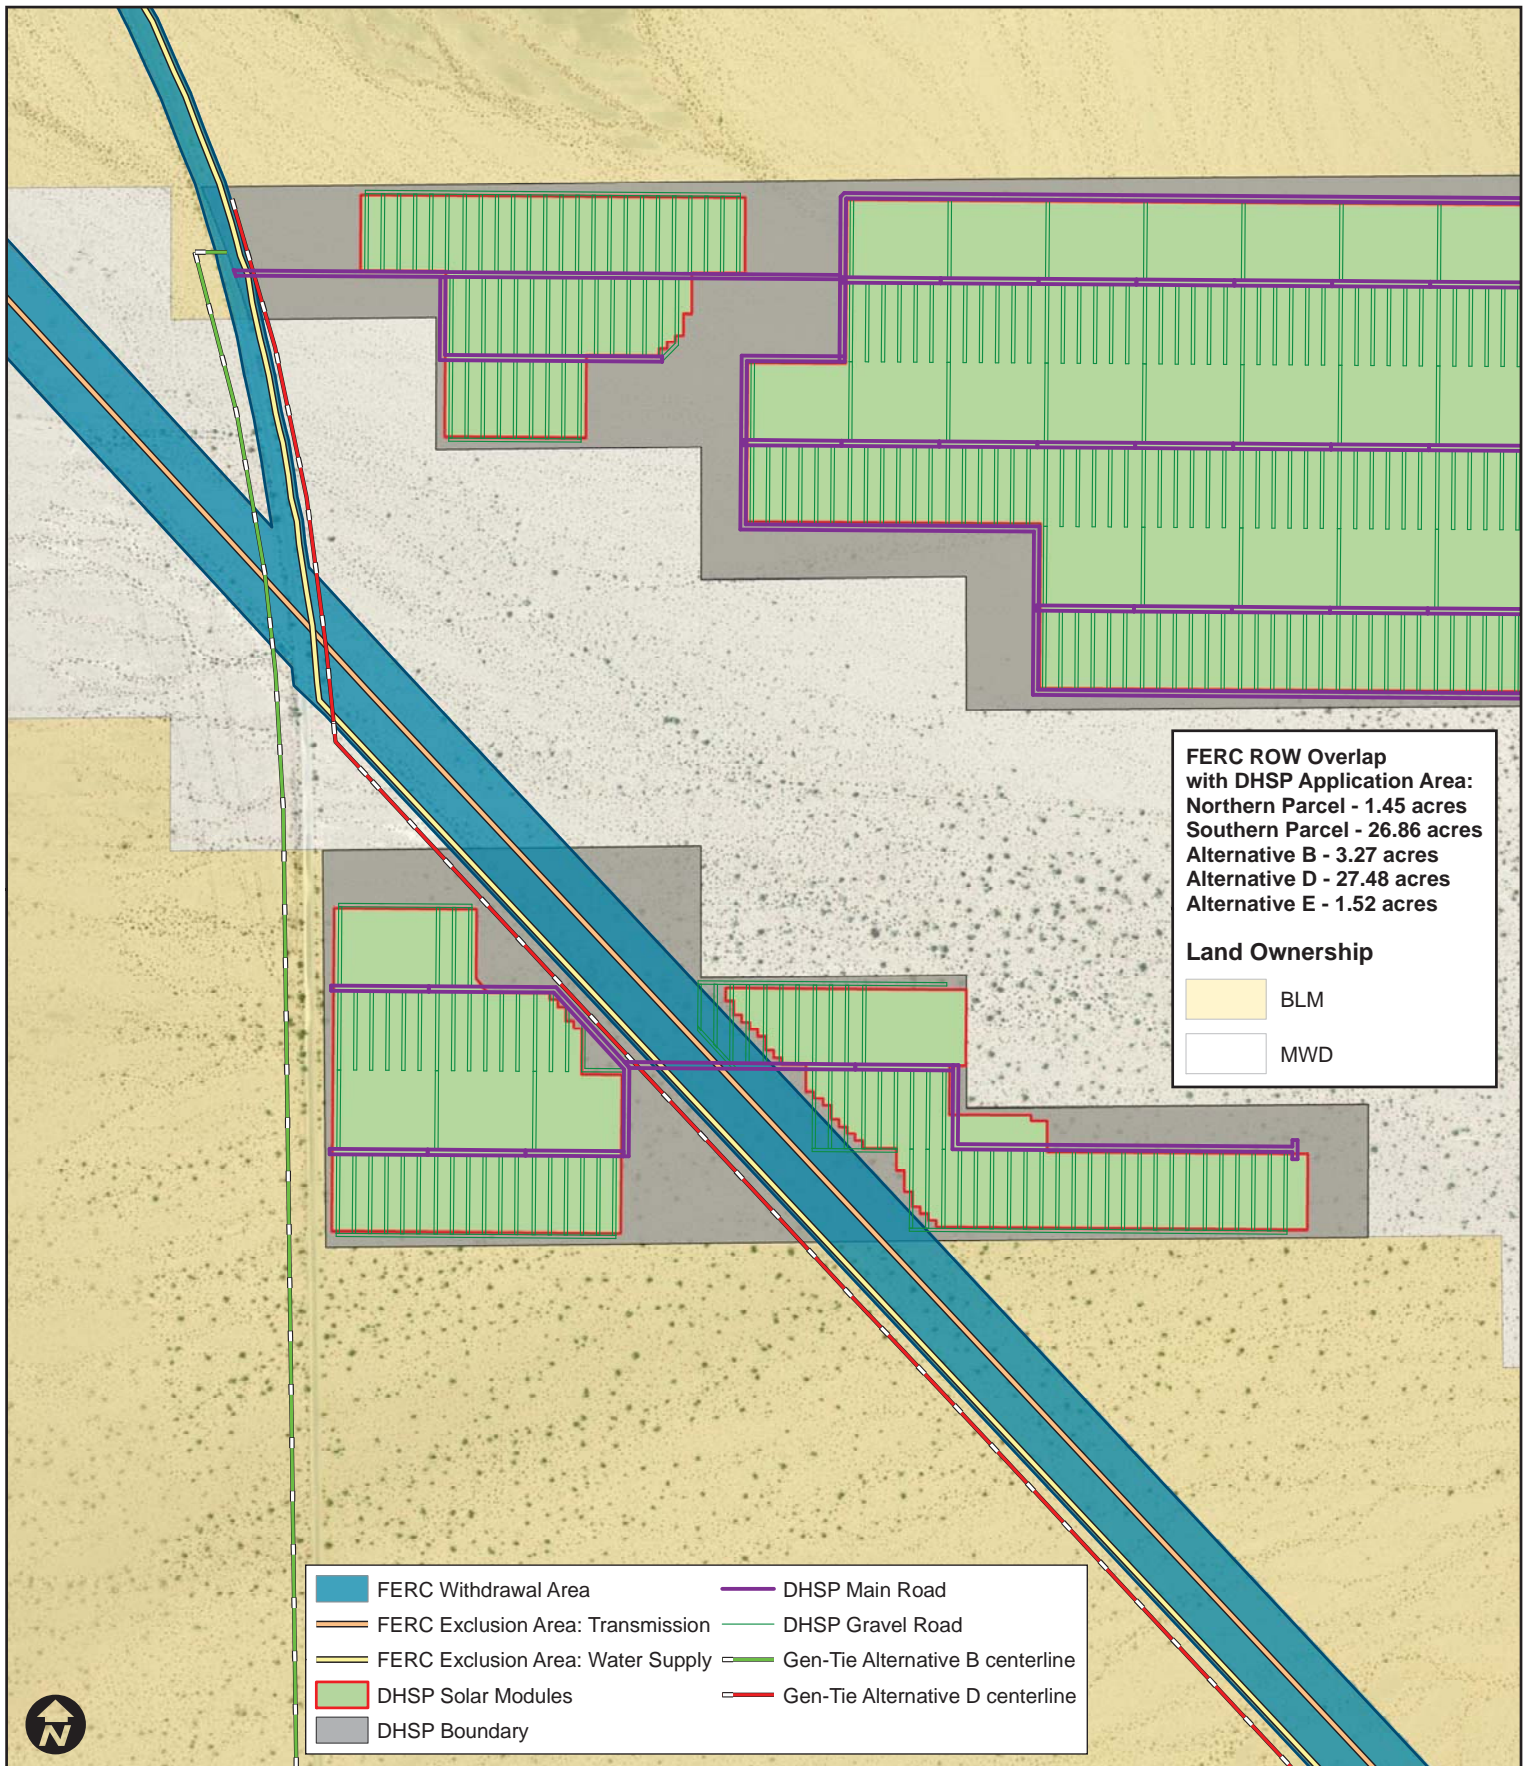 FERC ROW Overlap
with DHSP Application Area:
Northern Parcel - 1.45 acres
Southern Parcel - 26.86 acres
Alternative B - 3.27 acres
Alternative D - 27.48 acres
Alternative E - 1.52 acres
Land Ownership
BLM
MWD
FERC Withdrawal Area
FERC Exclusion Area: Transmission
FERC Exclusion Area: Water Supply
DHSP Solar Modules
DHSP Boundary
DHSP Main Road
DHSP Gravel Road
Gen-Tie Alternative B centerline
Gen-Tie Alternative D centerline
N